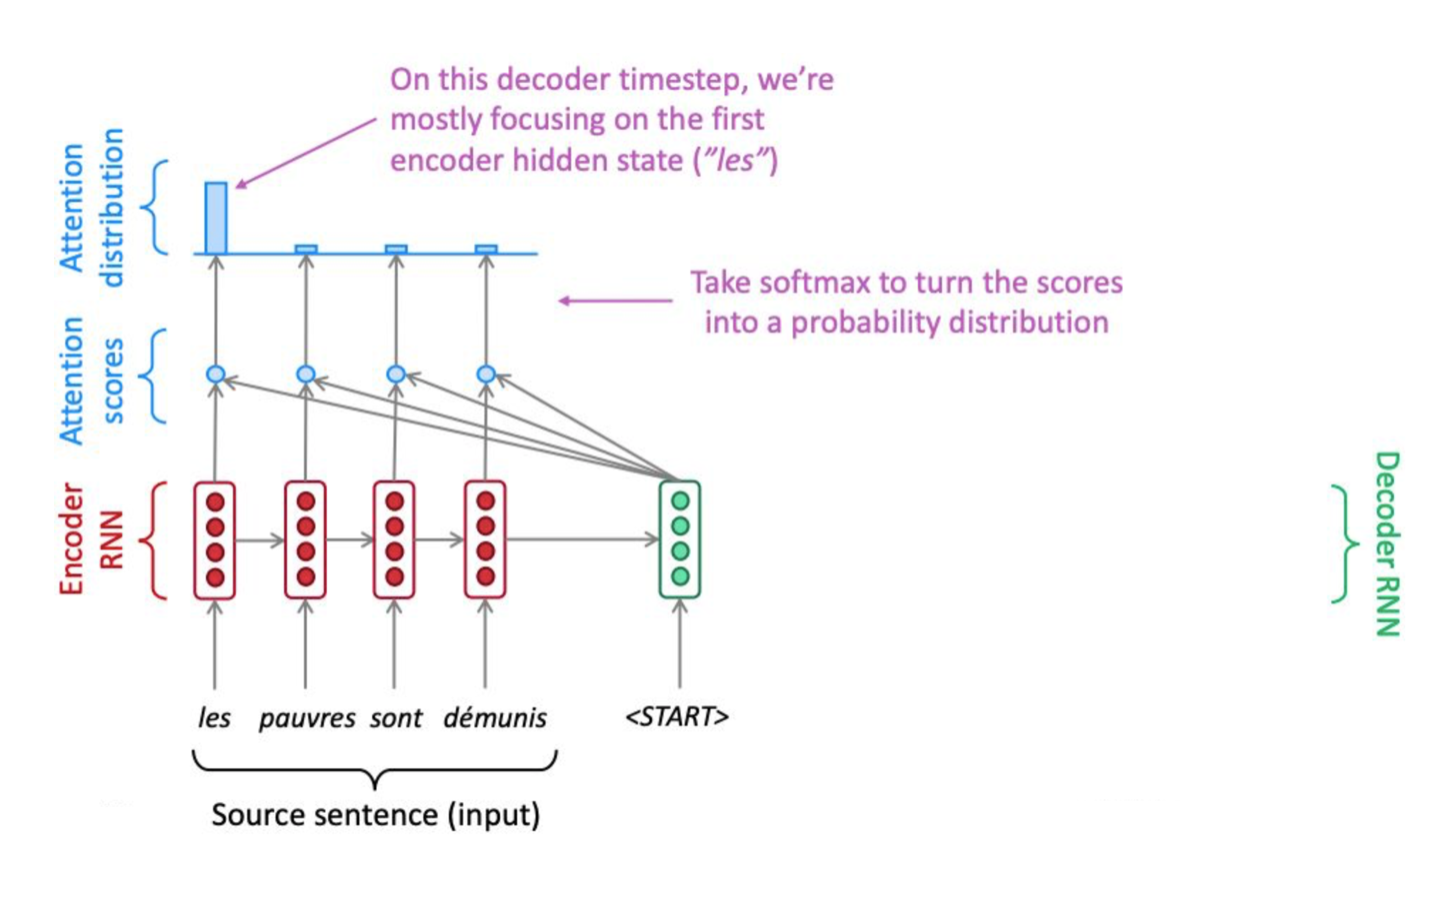 On this decoder timestep, we're
mostly focusing on the first
encoder hidden state ("les")
Attention
distribution
Take softmax to turn the scores
into a probability distribution
Attention
scores
Encoder
RNN
Decoder RNN
les pauvres sont démunis <START>
Source sentence (input)